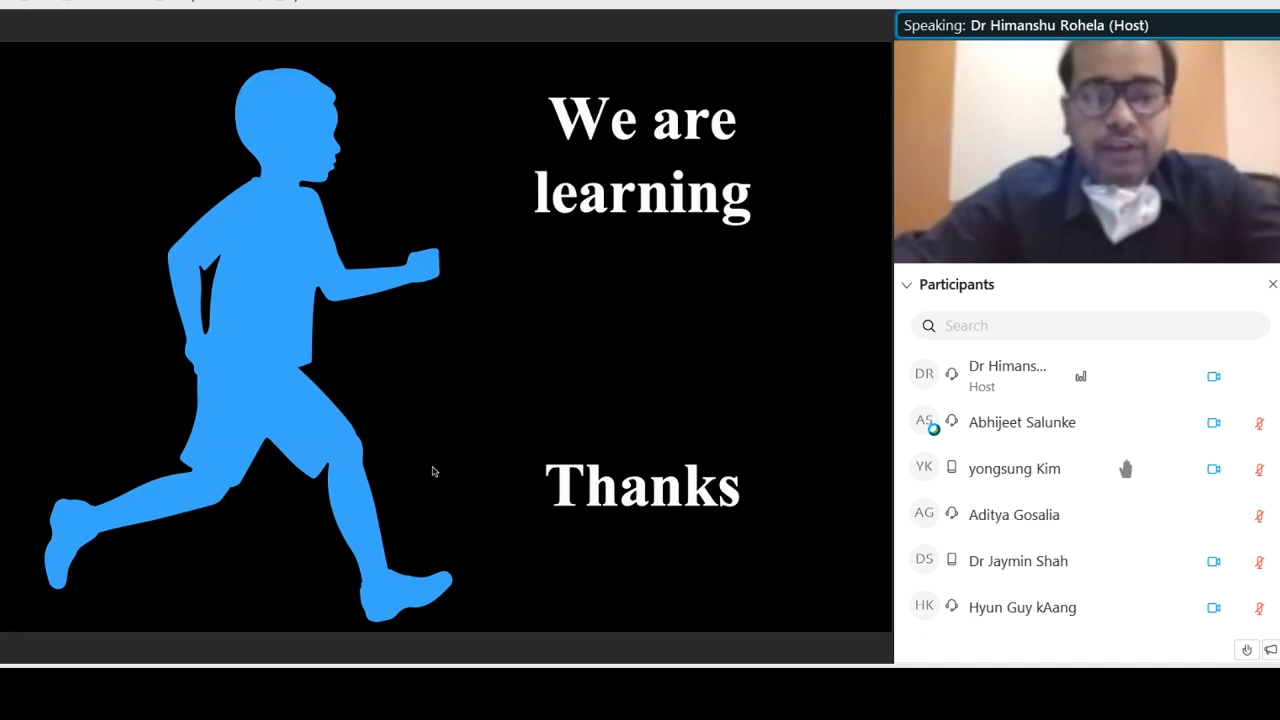 We are
learning
Thanks
Speaking: Dr Himanshu Rohela (Host)
Participants
Search
DR
Dr Himans...
Host
AS
Abhijeet Salunke
YK
yongsung Kim
AG
Aditya Gosalia
DS
Dr Jaymin Shah
HK
Hyun Guy kAang